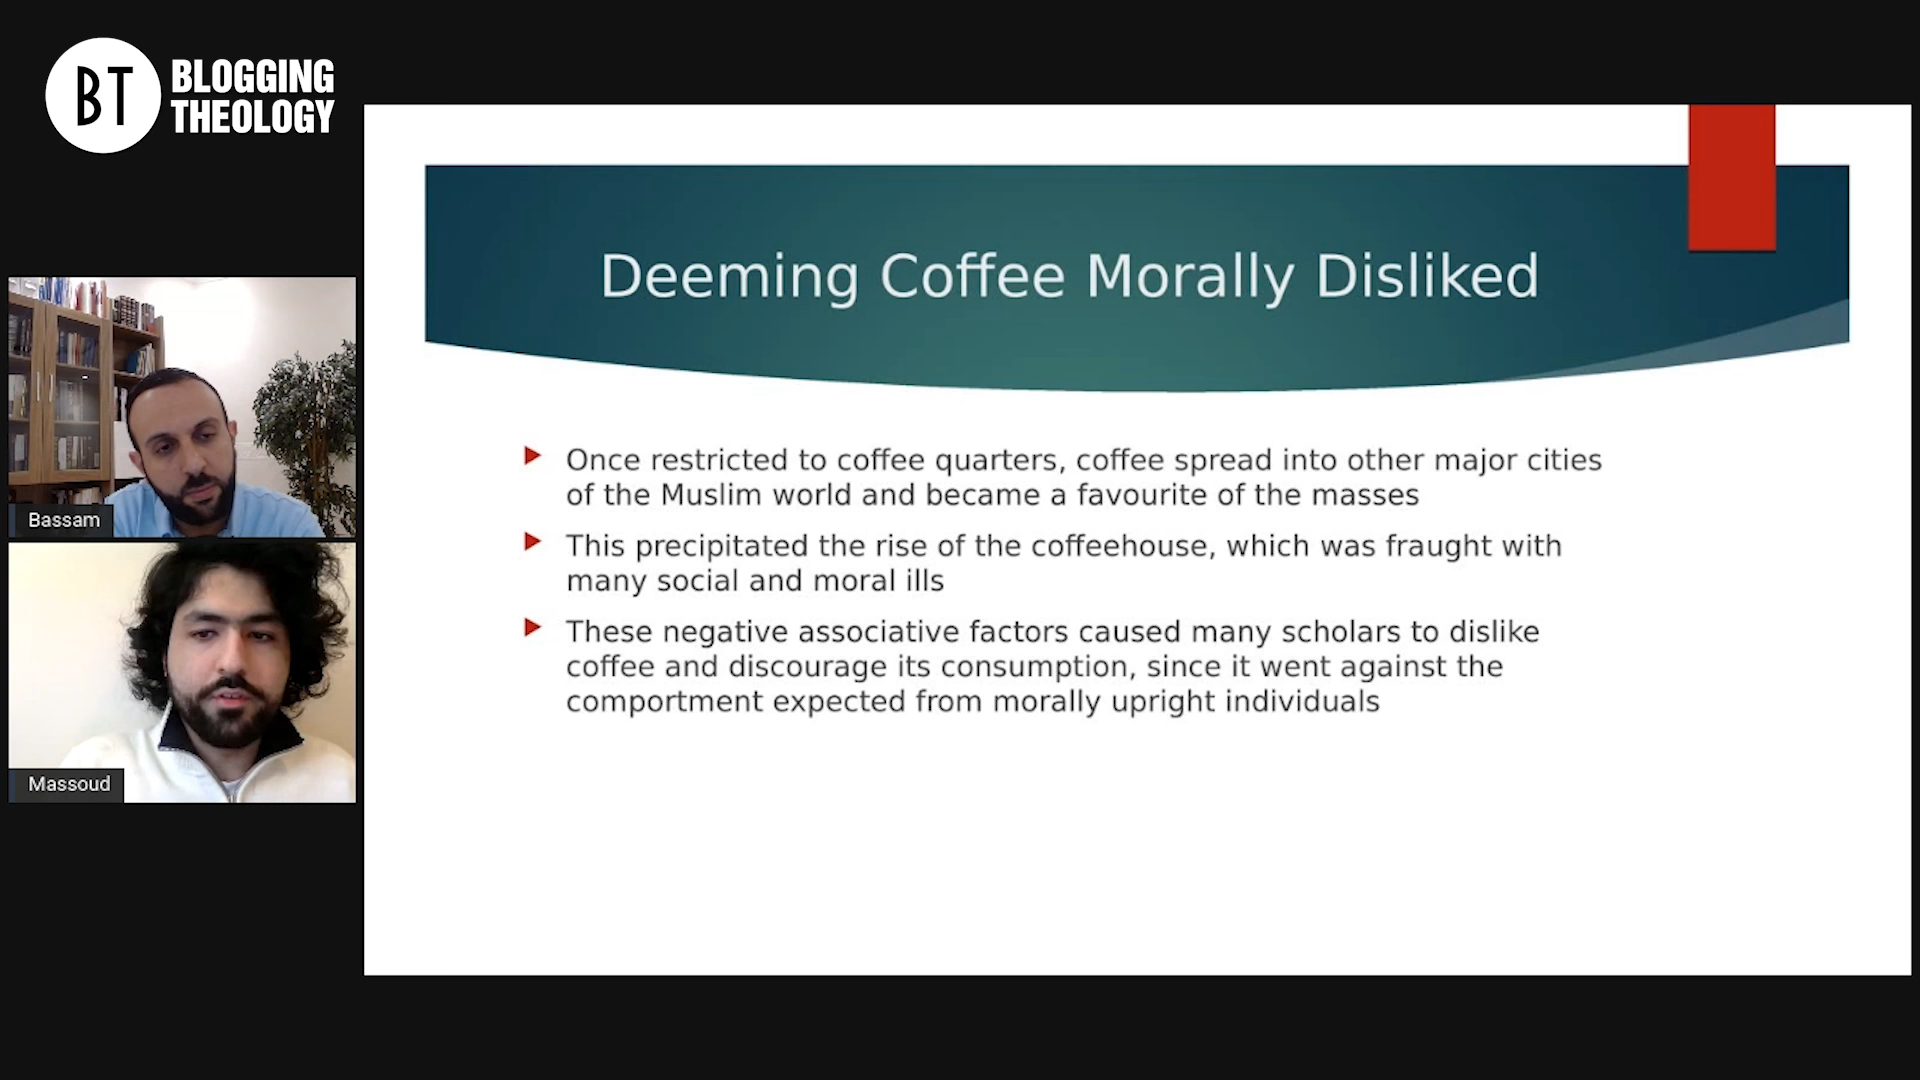 BT
BLOGGING
THEOLOGY
Deeming Coffee Morally Disliked
Once restricted to coffee quarters, coffee spread into other major cities
of the Muslim world and became a favourite of the masses
This precipitated the rise of the coffeehouse, which was fraught with
many social and moral ills
These negative associative factors caused many scholars to dislike
coffee and discourage its consumption, since it went against the
comportment expected from morally upright individuals
Bassam
Massoud